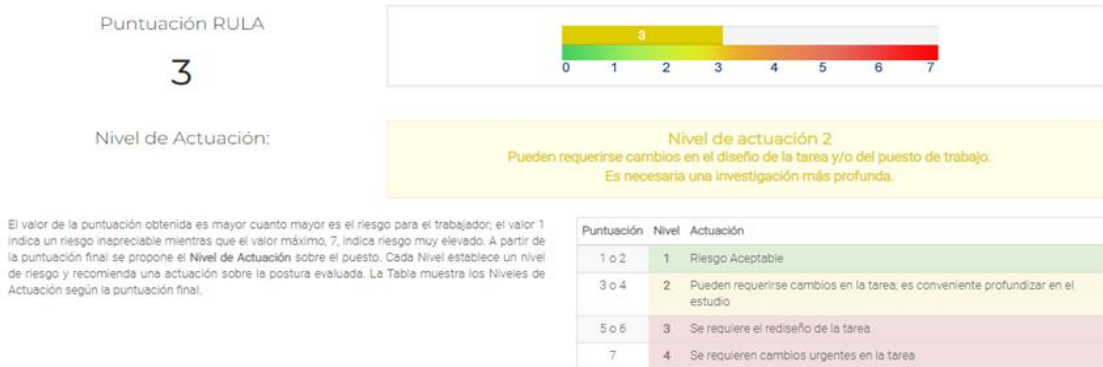 Puntuación RULA
3
3
0 1 2 3 4 5 6 7
Nivel de Actuación:
Nivel de actuación 2
Pueden requerirse cambios en el diseño de la tarea y/o del puesto de trabajo.
Es necesaria una investigación más profunda.
El valor de la puntuación obtenida es mayor cuanto mayor es el riesgo para el trabajador; el valor 1
indica un riesgo inapreciable mientras que el valor máximo, 7, indica riesgo muy elevado. A partir de
la puntuación final se propone el Nivel de Actuación sobre el puesto. Cada Nivel establece un nivel
de riesgo y recomienda una actuación sobre la postura evaluada. La Tabla muestra los Niveles de
Actuación según la puntuación final.
Puntuación Nivel Actuación
1 o 2 1 Riesgo Aceptable
3 o 4 2 Pueden requerirse cambios en la tarea; es conveniente profundizar en el
estudio
5 o 6 3 Se requiere el rediseño de la tarea
7 4 Se requieren cambios urgentes en la tarea